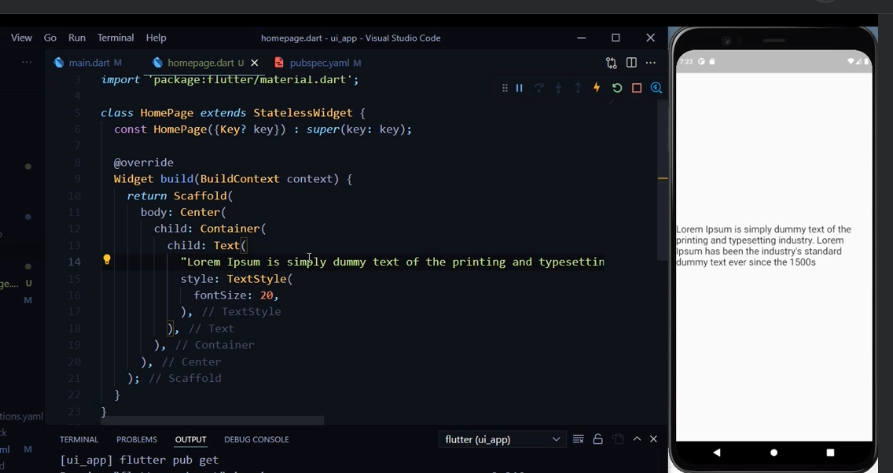 View Go Run Terminal Help homepage.dart - ui_app - Visual Studio Code
main.dart M homepage.dart U pubspec.yaml M
3 import 'package:flutter/material.dart';
4
5 class HomePage extends StatelessWidget {
6 const HomePage({Key? key}) : super(key: key);
7
8 @override
9 Widget build(BuildContext context) {
10 return Scaffold(
11 body: Center(
12 child: Container(
13 child: Text(
14 "Lorem Ipsum is simply dummy text of the printing and typesettin
15 style: TextStyle(
16 fontSize: 20,
17 ), // TextStyle
18 ), // Text
19 ), // Container
20 ), // Center
21 ); // Scaffold
22 }
23 }
ge.... U
M
tions.yaml
ck
ml M
d
TERMINAL PROBLEMS OUTPUT DEBUG CONSOLE flutter (ui_app)
[ui_app] flutter pub get
7:23
Lorem Ipsum is simply dummy text of the
printing and typesetting industry. Lorem
Ipsum has been the industry's standard
dummy text ever since the 1500s